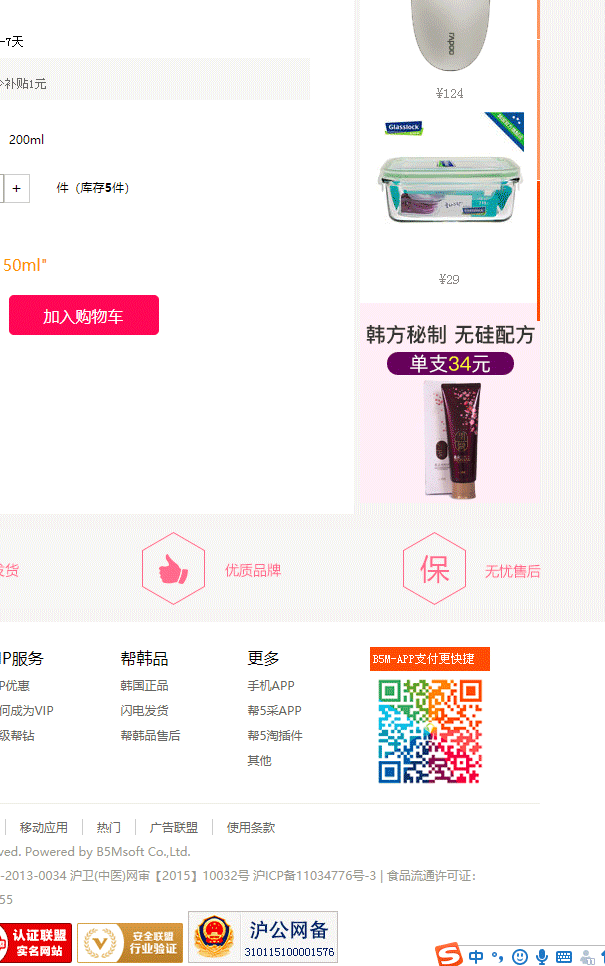 -7天
补贴1元
200ml
+ 件（库存5件）
50ml"
加入购物车
rapoo
¥124
Glasslock
¥29
韩方秘制 无硅配方
单支34元
发货
优质品牌
保
无忧售后
IP服务
P优惠
何成为VIP
级帮钻
帮韩品
韩国正品
闪电发货
帮韩品售后
更多
手机APP
帮5采APP
帮5淘插件
其他
B5M-APP支付更快捷
移动应用 | 热门 | 广告联盟 | 使用条款
ved. Powered by B5Msoft Co.,Ltd.
-2013-0034 沪卫(中医)网审【2015】10032号 沪ICP备11034776号-3 | 食品流通许可证：
55
认证联盟
实名网站
安全联盟
行业验证
沪公网备
310115100001576
中